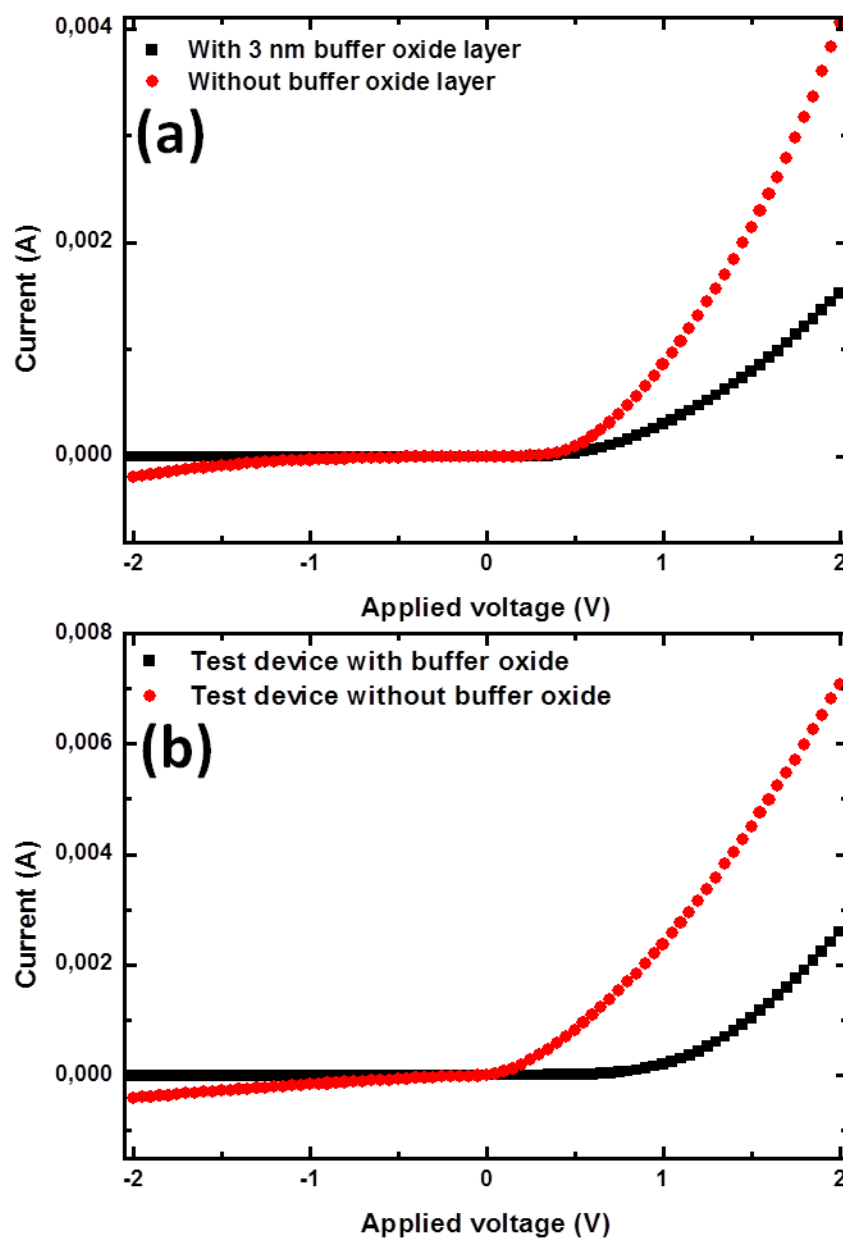 0,004
With 3 nm buffer oxide layer
Without buffer oxide layer
(a)
0,002
0,000
Current (A)
-2 -1 0 1 2
Applied voltage (V)
0,008
Test device with buffer oxide
Test device without buffer oxide
(b)
0,006
0,004
0,002
0,000
Current (A)
-2 -1 0 1 2
Applied voltage (V)